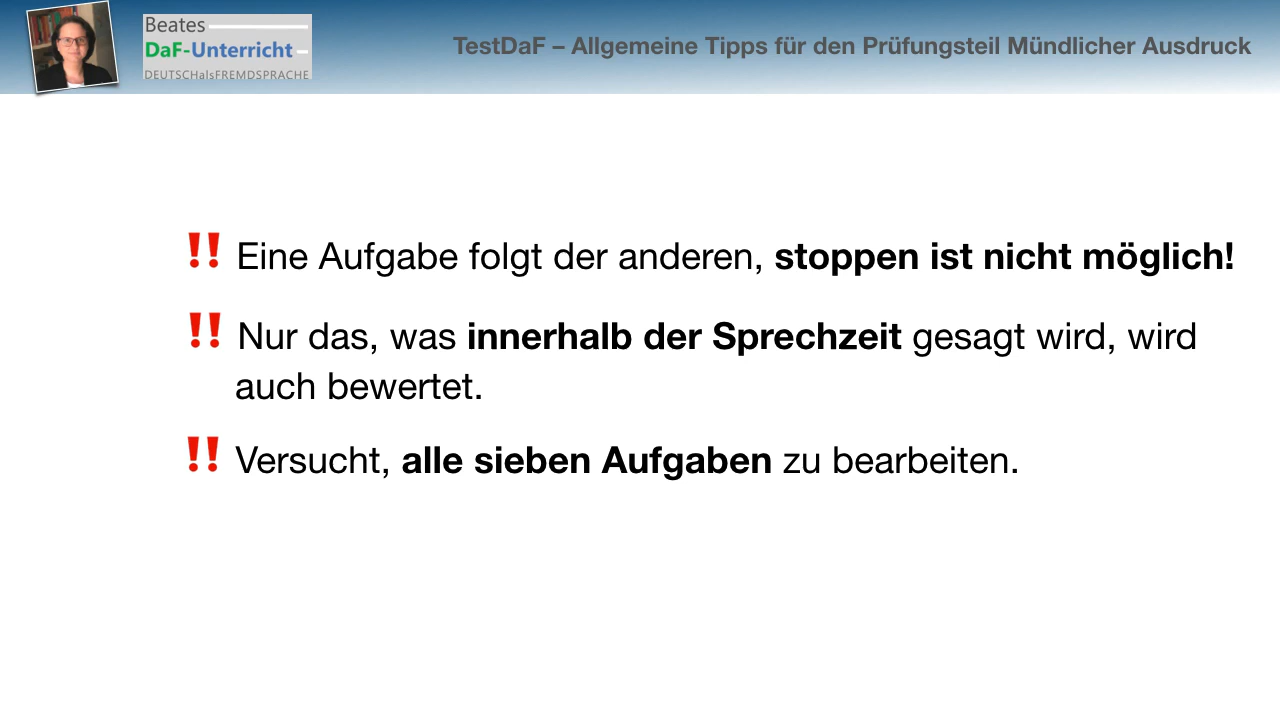 Beates
DaF-Unterricht
DEUTSCHalsFREMDSPRACHE
TestDaF – Allgemeine Tipps für den Prüfungsteil Mündlicher Ausdruck
‼ Eine Aufgabe folgt der anderen, stoppen ist nicht möglich!
‼ Nur das, was innerhalb der Sprechzeit gesagt wird, wird
auch bewertet.
‼ Versucht, alle sieben Aufgaben zu bearbeiten.